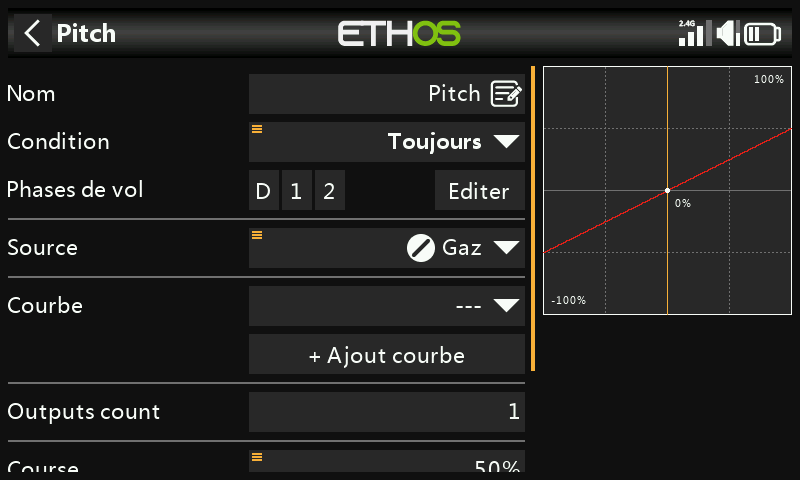 Pitch
ETHOS
2.4G
Nom
Pitch
Condition
Toujours
Phases de vol
D 1 2
Editer
Source
Gaz
Courbe
---
+ Ajout courbe
Outputs count
1
Course
50%
100%
0%
-100%